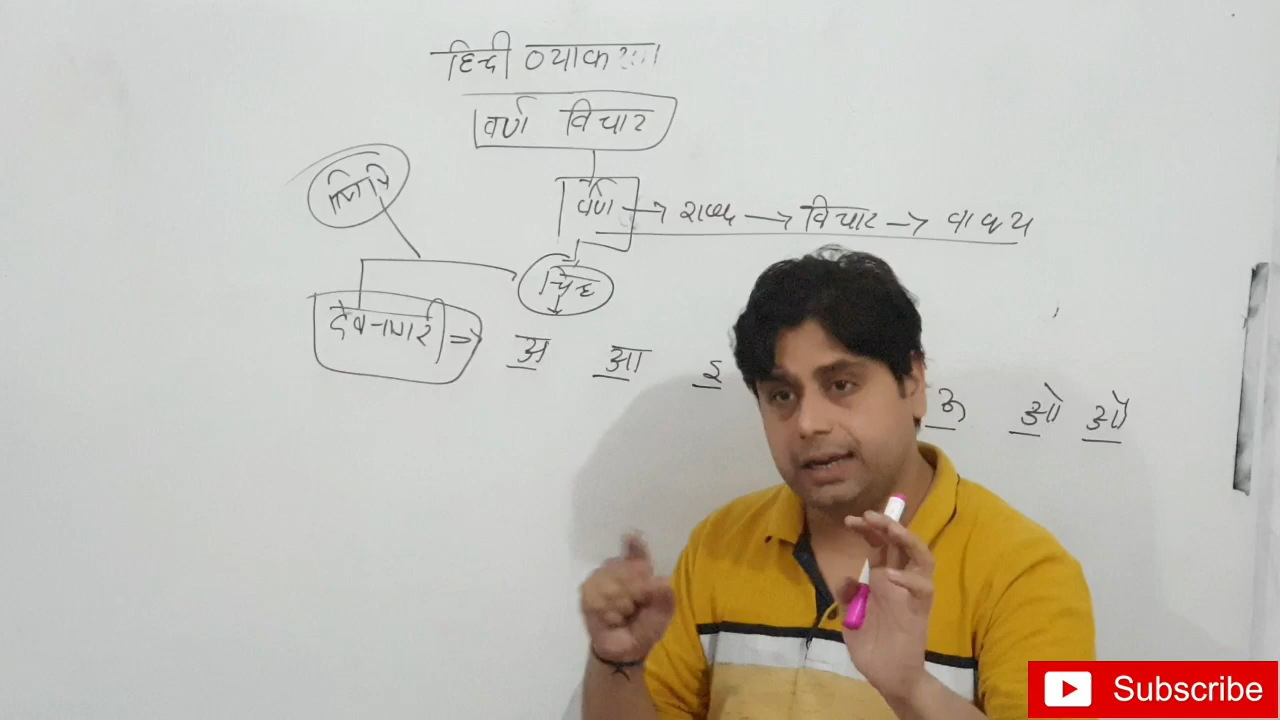 हिन्दी व्याकरण
वर्ण विचार
लिपि
वर्ण → शब्द → विचार → वाक्य
चिह्न
देवनागरी ⇒ अ आ इ ऊ ओ औ
Subscribe